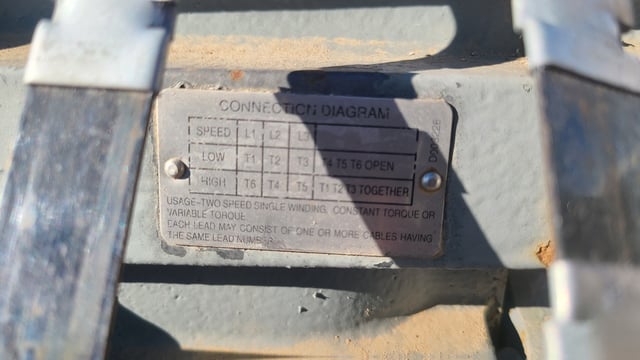 CONNECTION DIAGRAM
SPEED L1 L2 L3
LOW T1 T2 T3 T4 T5 T6 OPEN
HIGH T6 T4 T5 T1 T2 T3 TOGETHER
USAGE-TWO SPEED SINGLE WINDING, CONSTANT TORQUE OR
VARIABLE TORQUE
EACH LEAD MAY CONSIST OF ONE OR MORE CABLES HAVING
THE SAME LEAD NUMBER